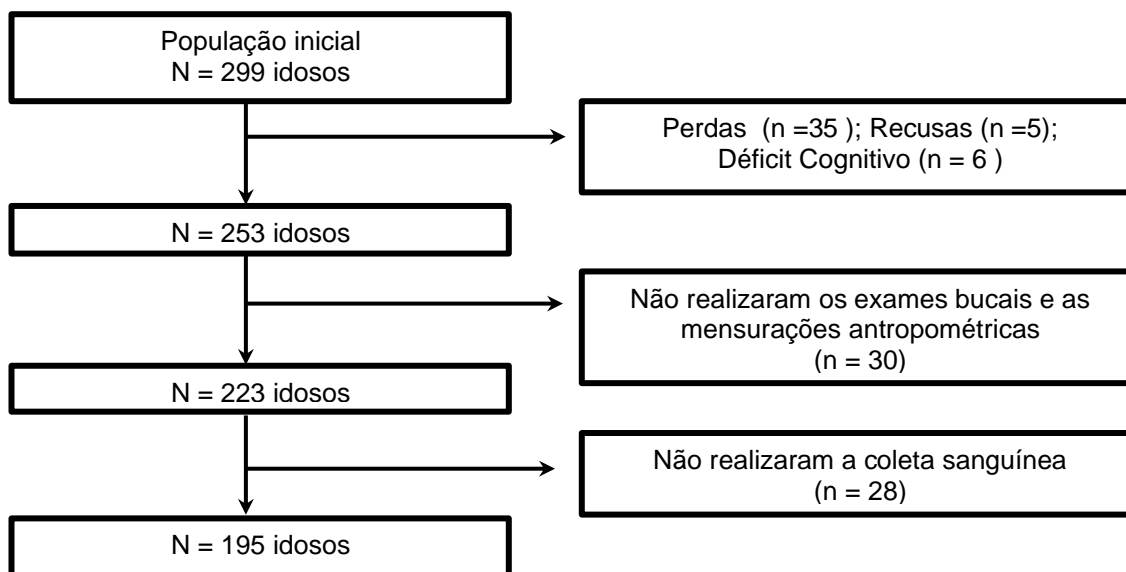 População inicial
N = 299 idosos
Perdas  (n =35 ); Recusas (n =5);
Déficit Cognitivo (n = 6 )
N = 253 idosos
Não realizaram os exames bucais e as
mensurações antropométricas
(n = 30)
N = 223 idosos
Não realizaram a coleta sanguínea
(n = 28)
N = 195 idosos